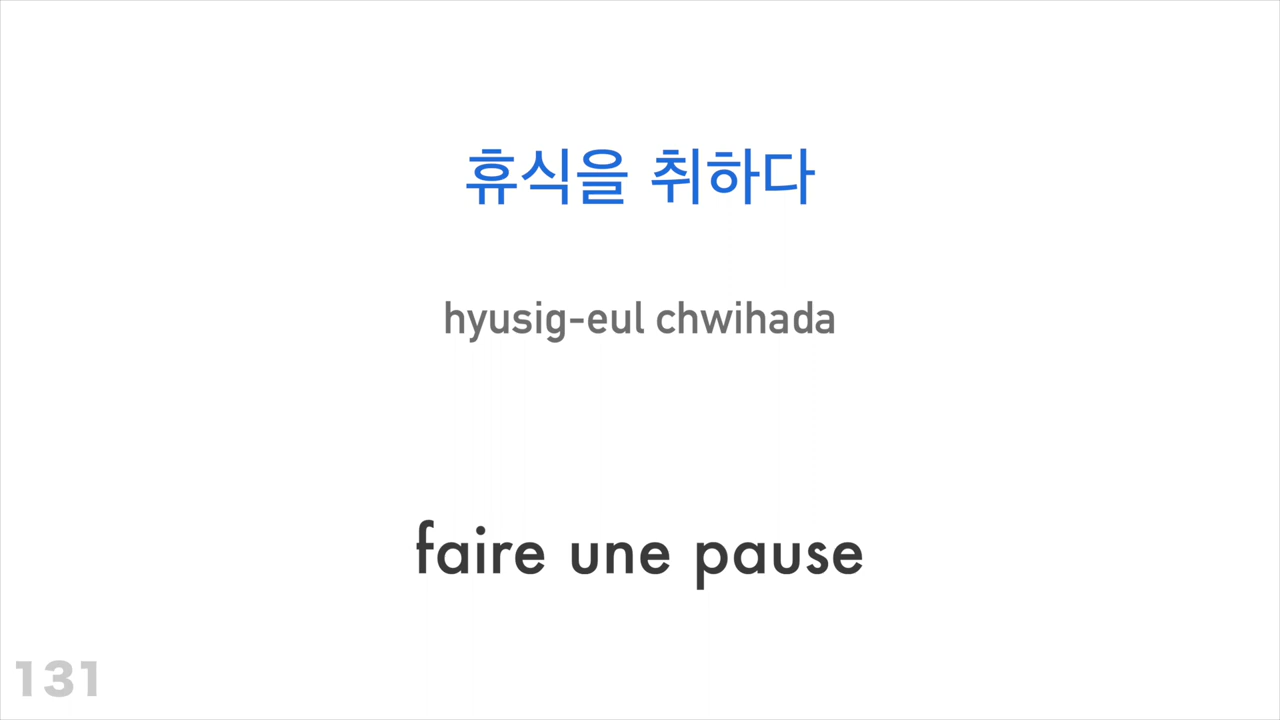 휴식을 취하다
hyusig-eul chwihada
faire une pause
131